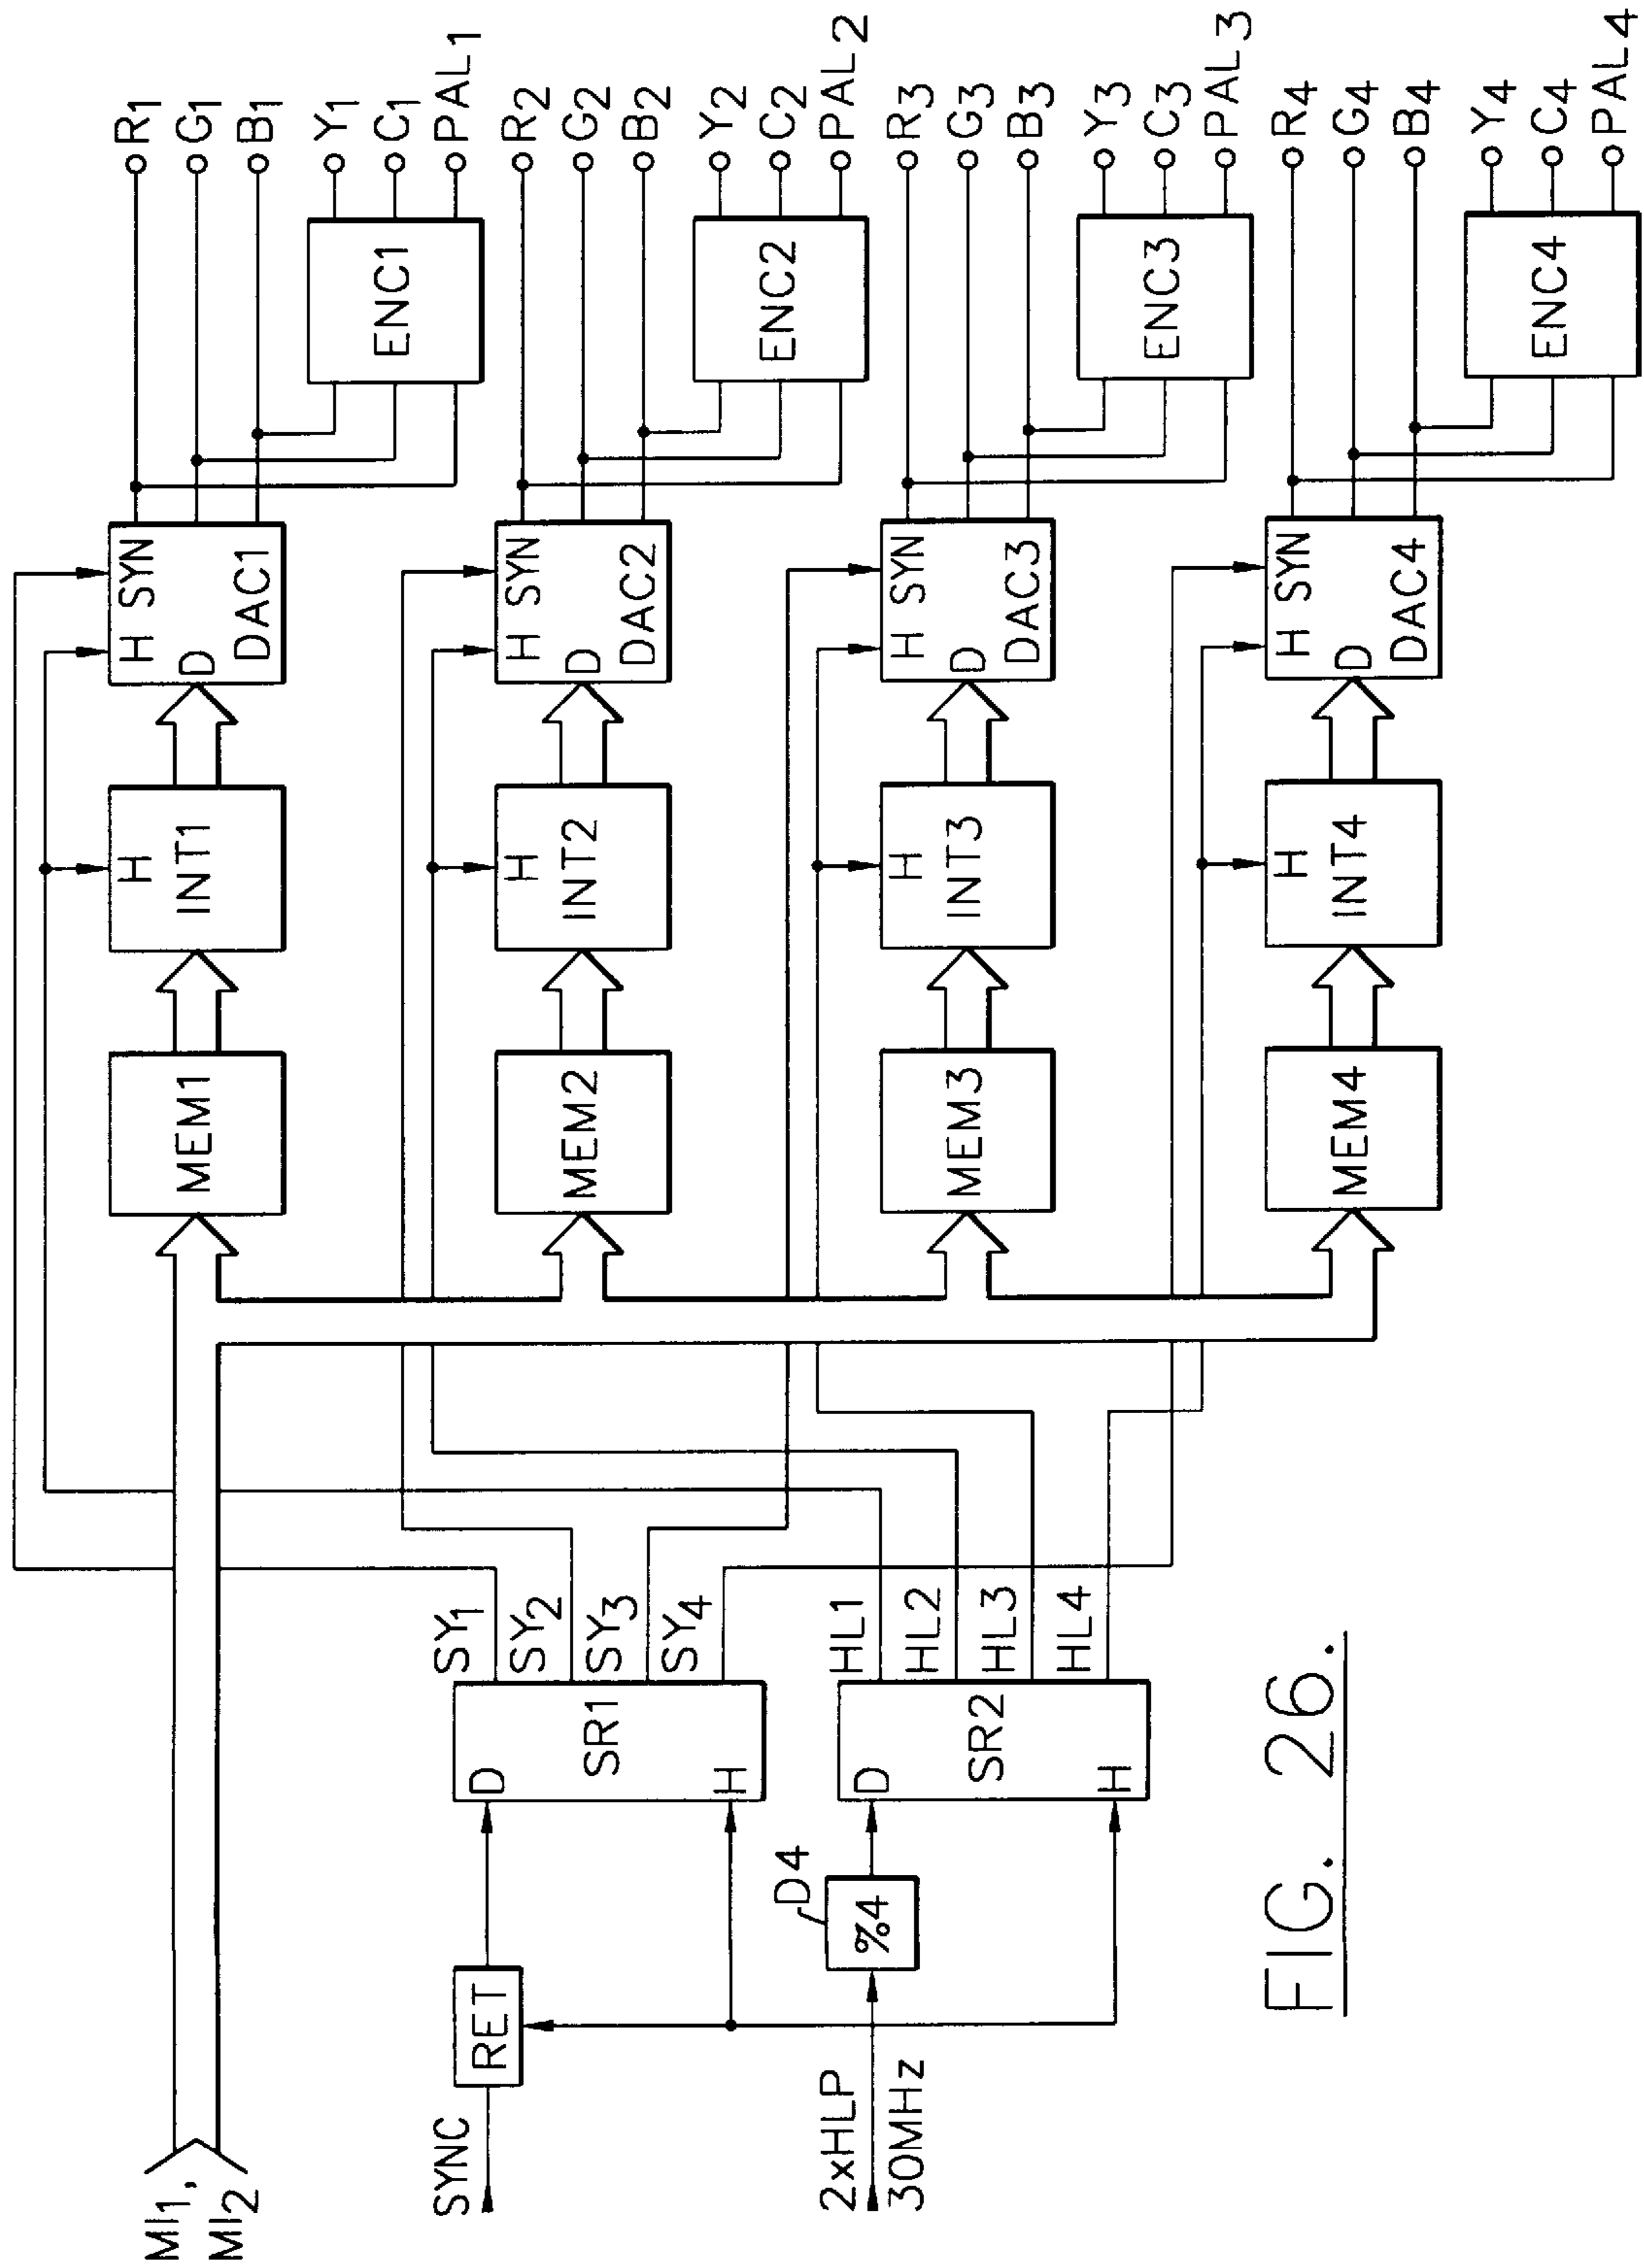 MI1,
MI2
MEM1
H
INT1
H SYN
D
DAC1
R1
G1
B1
ENC1
Y1
C1
PAL1
MEM2
H
INT2
H SYN
D
DAC2
R2
G2
B2
ENC2
Y2
C2
PAL2
MEM3
H
INT3
H SYN
D
DAC3
R3
G3
B3
ENC3
Y3
C3
PAL3
MEM4
H
INT4
H SYN
D
DAC4
R4
G4
B4
ENC4
Y4
C4
PAL4
SYNC
RET
D
SR1
H
SY1
SY2
SY3
SY4
2xHLP
30MHz
D4
%4
D
SR2
H
HL1
HL2
HL3
HL4
FIG. 26.